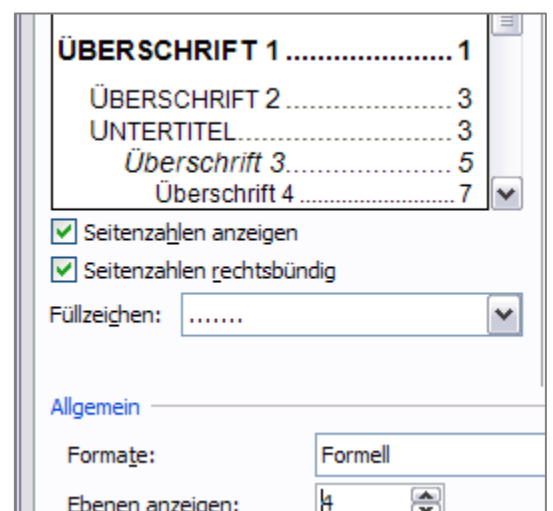 ÜBERSCHRIFT 1 ..................... 1
ÜBERSCHRIFT 2 ...................... 3
UNTERTITEL............................ 3
Überschrift 3..................... 5
Überschrift 4 .......................... 7
Seitenzahlen anzeigen
Seitenzahlen rechtsbündig
Füllzeichen: .......
Allgemein
Formate: Formell
Ebenen anzeigen: 4